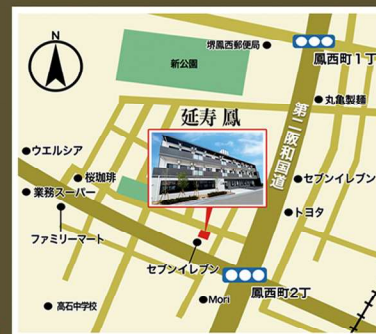 N
堺鳳西郵便局
鳳西町1丁
新公園
丸亀製麺
延寿 鳳
第二阪和国道
ウエルシア
桜珈琲
業務スーパー
セブンイレブン
トヨタ
ファミリーマート
セブンイレブン
鳳西町2丁
Mori
高石中学校